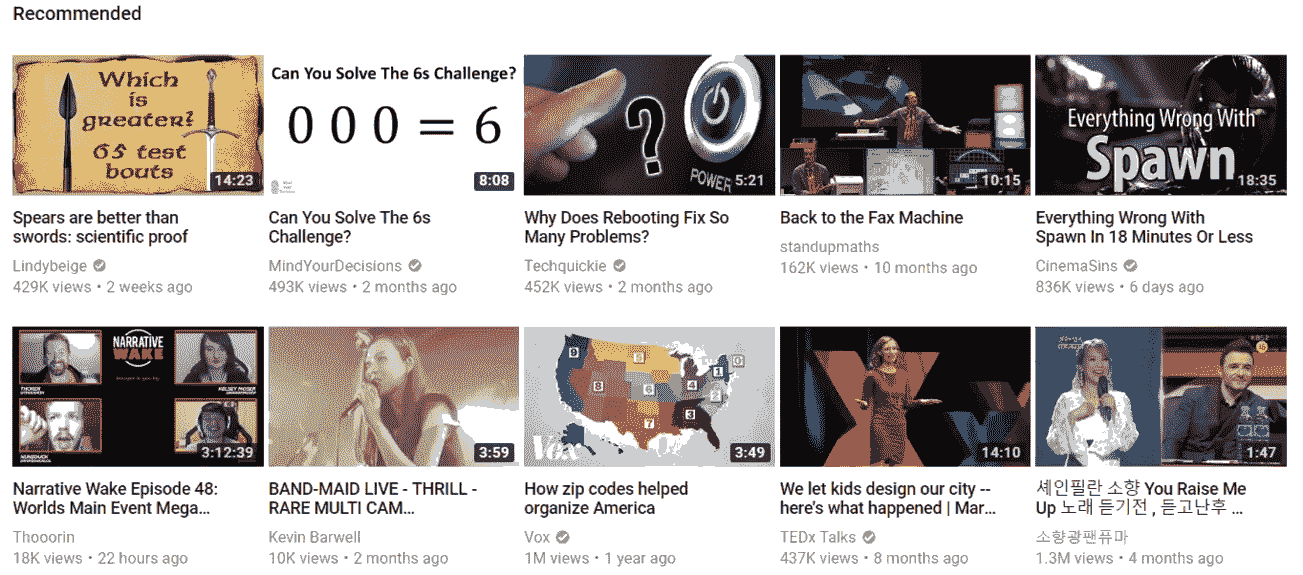 Recommended
Which
is
greater?
65 test
bouts
14:23
Can You Solve The 6s Challenge?
0 0 0 = 6
8:08
?
POWER
5:21
10:15
Everything Wrong With
Spawn
18:35
Spears are better than
swords: scientific proof
Lindybeige
429K views • 2 weeks ago
Can You Solve The 6s
Challenge?
MindYourDecisions
493K views • 2 months ago
Why Does Rebooting Fix So
Many Problems?
Techquickie
452K views • 2 months ago
Back to the Fax Machine
standupmaths
162K views • 10 months ago
Everything Wrong With
Spawn In 18 Minutes Or Less
CinemaSins
836K views • 6 days ago
NARRATIVE
WAKE
THORIN
KELSEY MOSER
3:12:39
3:59
9
5
8
6
7
4
3
1
2
0
Vox
3:49
14:10
KBS 2
1:47
Narrative Wake Episode 48:
Worlds Main Event Mega...
Thooorin
18K views • 22 hours ago
BAND-MAID LIVE - THRILL -
RARE MULTI CAM...
Kevin Barwell
10K views • 2 months ago
How zip codes helped
organize America
Vox
1M views • 1 year ago
We let kids design our city --
here's what happened | Mar...
TEDx Talks
437K views • 8 months ago
셰인필란 소향 You Raise Me
Up 노래 듣기전 , 듣고난후 ...
소향광팬퓨마
1.3M views • 4 months ago